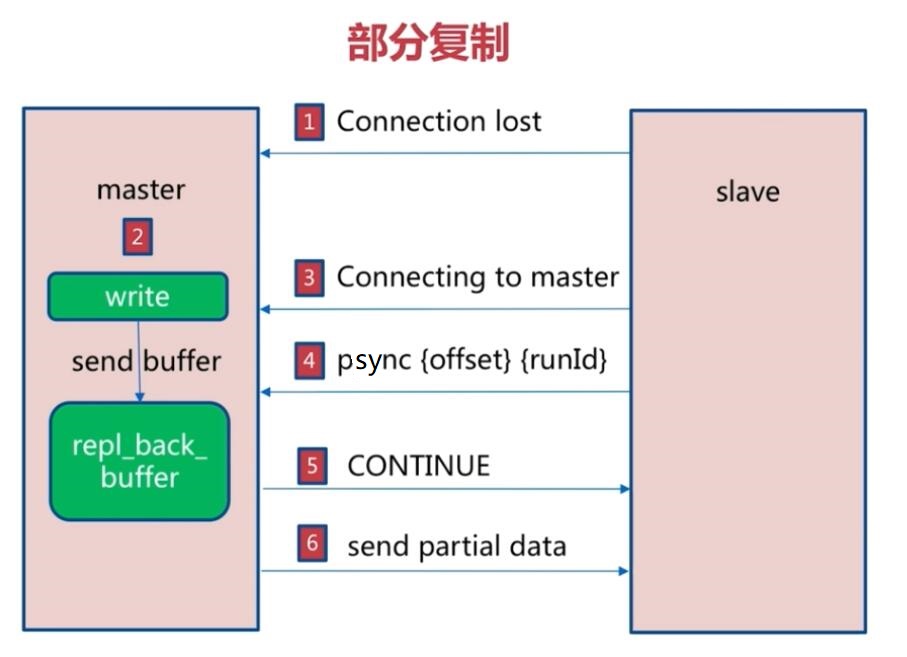 部分复制
1 Connection lost
master
slave
2
write
3 Connecting to master
send buffer
4 psync {offset} {runId}
repl_back_
buffer
5 CONTINUE
6 send partial data